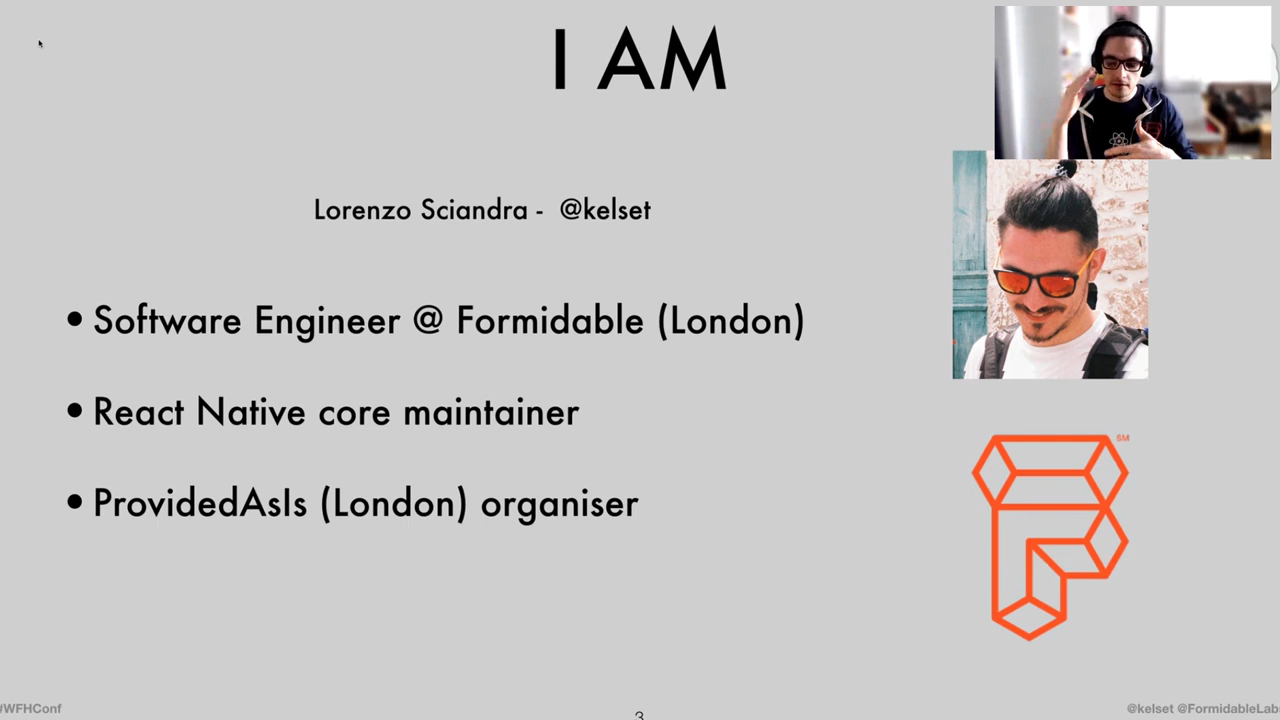 I AM
Lorenzo Sciandra - @kelset
• Software Engineer @ Formidable (London)
• React Native core maintainer
• ProvidedAsIs (London) organiser
SM
#WFHConf
3
@kelset @FormidableLab